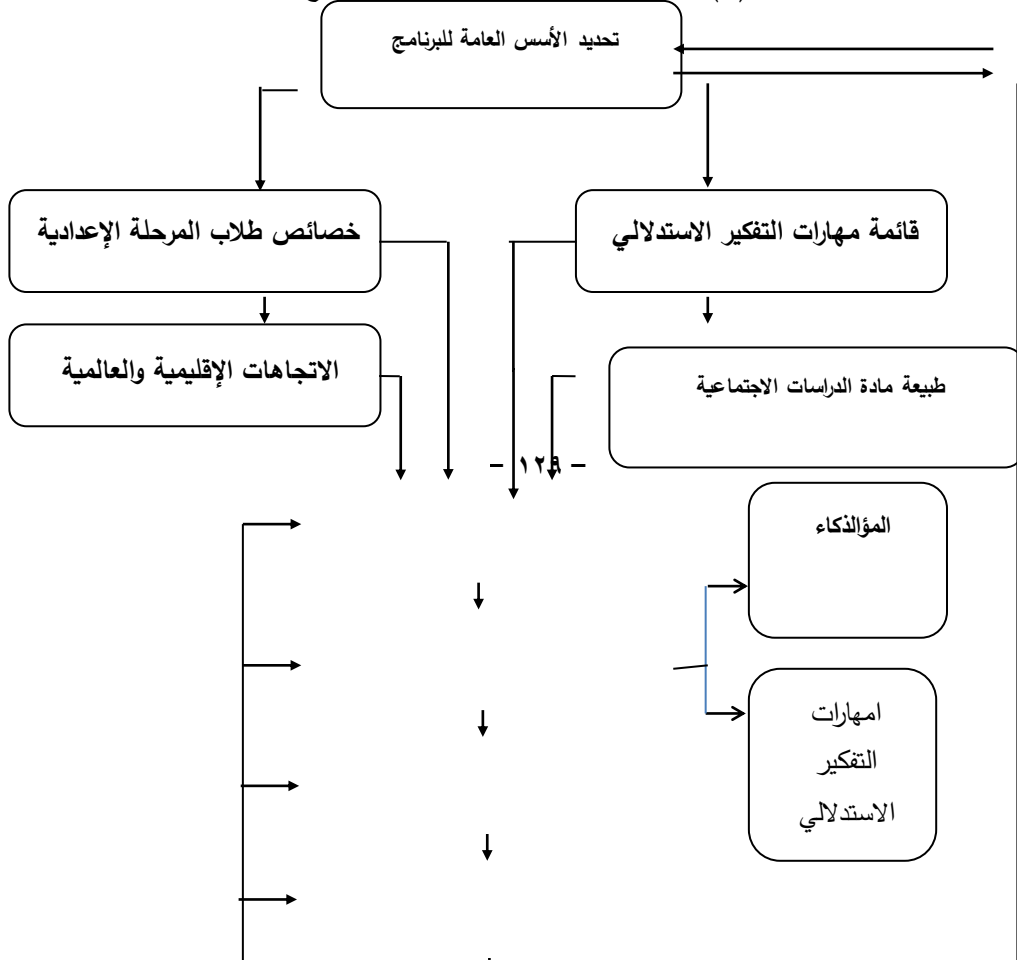 تحديد الأسس العامة للبرنامج
قائمة مهارات التفكير الاستدلالي
خصائص طلاب المرحلة الإعدادية
طبيعة مادة الدراسات الاجتماعية
الاتجاهات الإقليمية والعالمية
- ١٢٩ -
المؤالذكاء
امهارات
التفكير
الاستدلالي